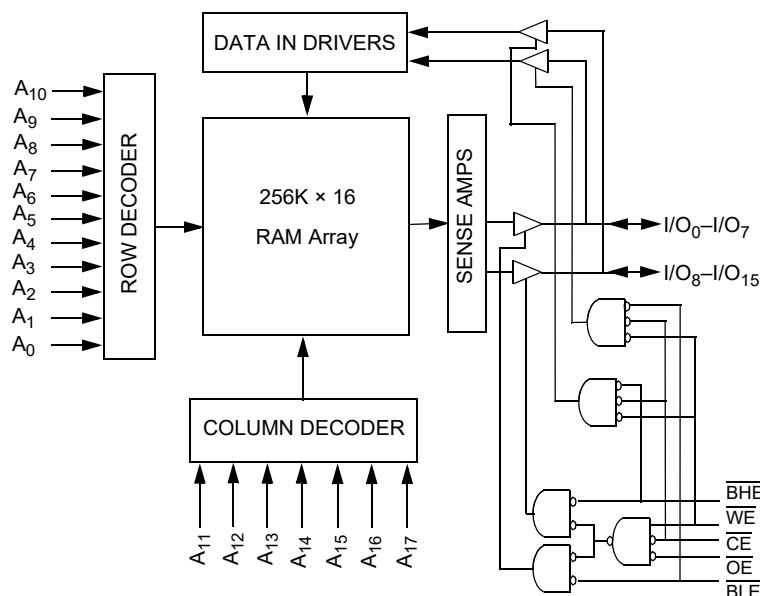 DATA IN DRIVERS
A10
A9
A8
A7
A6
A5
A4
A3
A2
A1
A0
ROW DECODER
256K × 16
RAM Array
SENSE AMPS
I/O0–I/O7
I/O8–I/O15
COLUMN DECODER
A11
A12
A13
A14
A15
A16
A17
BHE
WE
CE
OE
BLE